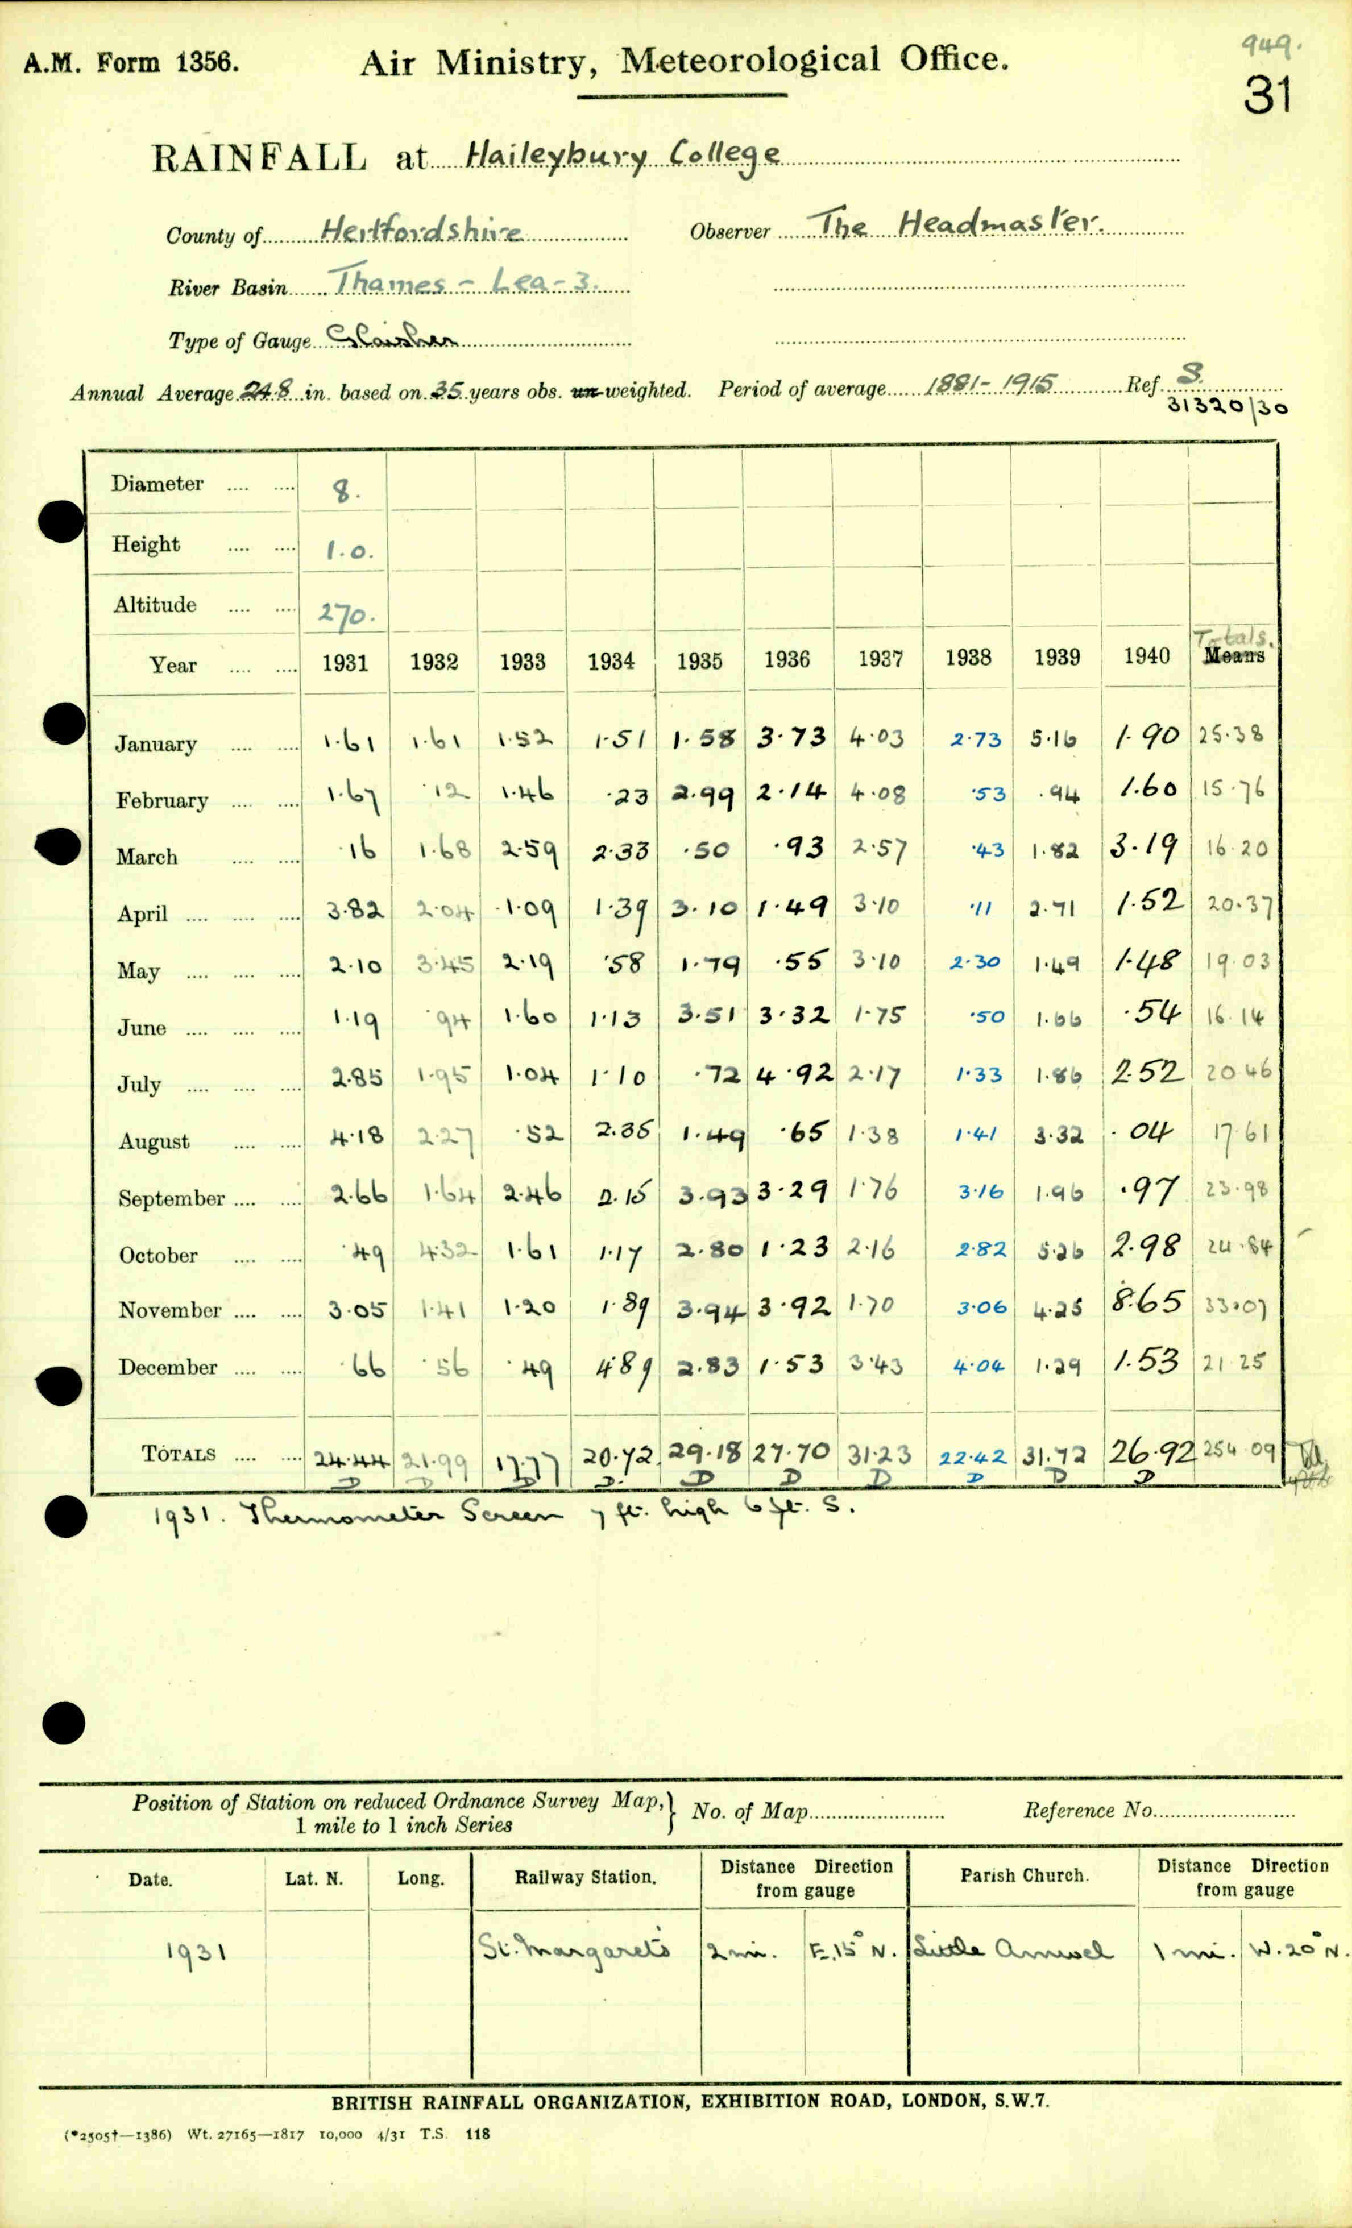 949.
A.M. Form 1356. Air Ministry, Meteorological Office.
31
RAINFALL at Haileybury College
County of Hertfordshire Observer The Headmaster.
River Basin Thames - Lea - 3.
Type of Gauge Glaisher
Annual Average 24.8 in. based on 35 years obs. un-weighted. Period of average 1881-1915 Ref. S.
31320/30
Diameter .... .... 8.
Height .... .... 1.0.
Altitude .... .... 270.
Totals.
Year .... .... 1931 1932 1933 1934 1935 1936 1937 1938 1939 1940 Means
January .... .... 1.61 1.61 1.52 1.51 1.58 3.73 4.03 2.73 5.16 1.90 25.38
February .... .... 1.67 .12 1.46 .23 2.99 2.14 4.08 .53 .94 1.60 15.76
March .... .... .16 1.68 2.59 2.33 .50 .93 2.57 .43 1.82 3.19 16.20
April .... .... .... 3.82 2.04 1.09 1.39 3.10 1.49 3.10 .11 2.71 1.52 20.37
May .... .... .... 2.10 3.45 2.19 .58 1.79 .55 3.10 2.30 1.49 1.48 19.03
June .... .... .... 1.19 .94 1.60 1.13 3.51 3.32 1.75 .50 1.66 .54 16.14
July .... .... .... 2.85 1.95 1.04 1.10 .72 4.92 2.17 1.33 1.86 2.52 20.46
August .... .... 4.18 2.27 .52 2.35 1.49 .65 1.38 1.41 3.32 .04 17.61
September .... .... 2.66 1.64 2.46 2.15 3.93 3.29 1.76 3.16 1.96 .97 23.98
October .... .... .49 4.32 1.61 1.17 2.80 1.23 2.16 2.82 5.26 2.98 24.84
November .... .... 3.05 1.41 1.20 1.89 3.94 3.92 1.70 3.06 4.25 8.65 33.07
December .... .... .66 .56 .49 4.89 2.83 1.53 3.43 4.04 1.29 1.53 21.25
TOTALS .... .... 24.44 21.99 17.77 20.72 29.18 27.70 31.23 22.42 31.72 26.92 254.09
D D D D. D D D D D D
1931. Thermometer Screen 7 ft. high 6 ft. S.
Position of Station on reduced Ordnance Survey Map, } No. of Map Reference No.
1 mile to 1 inch Series
Date. Lat. N. Long. Railway Station. Distance Direction from gauge Parish Church. Distance Direction from gauge
1931 St. Margarets 2 mi. E.15° N. Little Amwell 1 mi. W.20° N.
BRITISH RAINFALL ORGANIZATION, EXHIBITION ROAD, LONDON, S.W.7.
(*2505†—1386) Wt. 27165—1817 10,000 4/31 T.S. 118